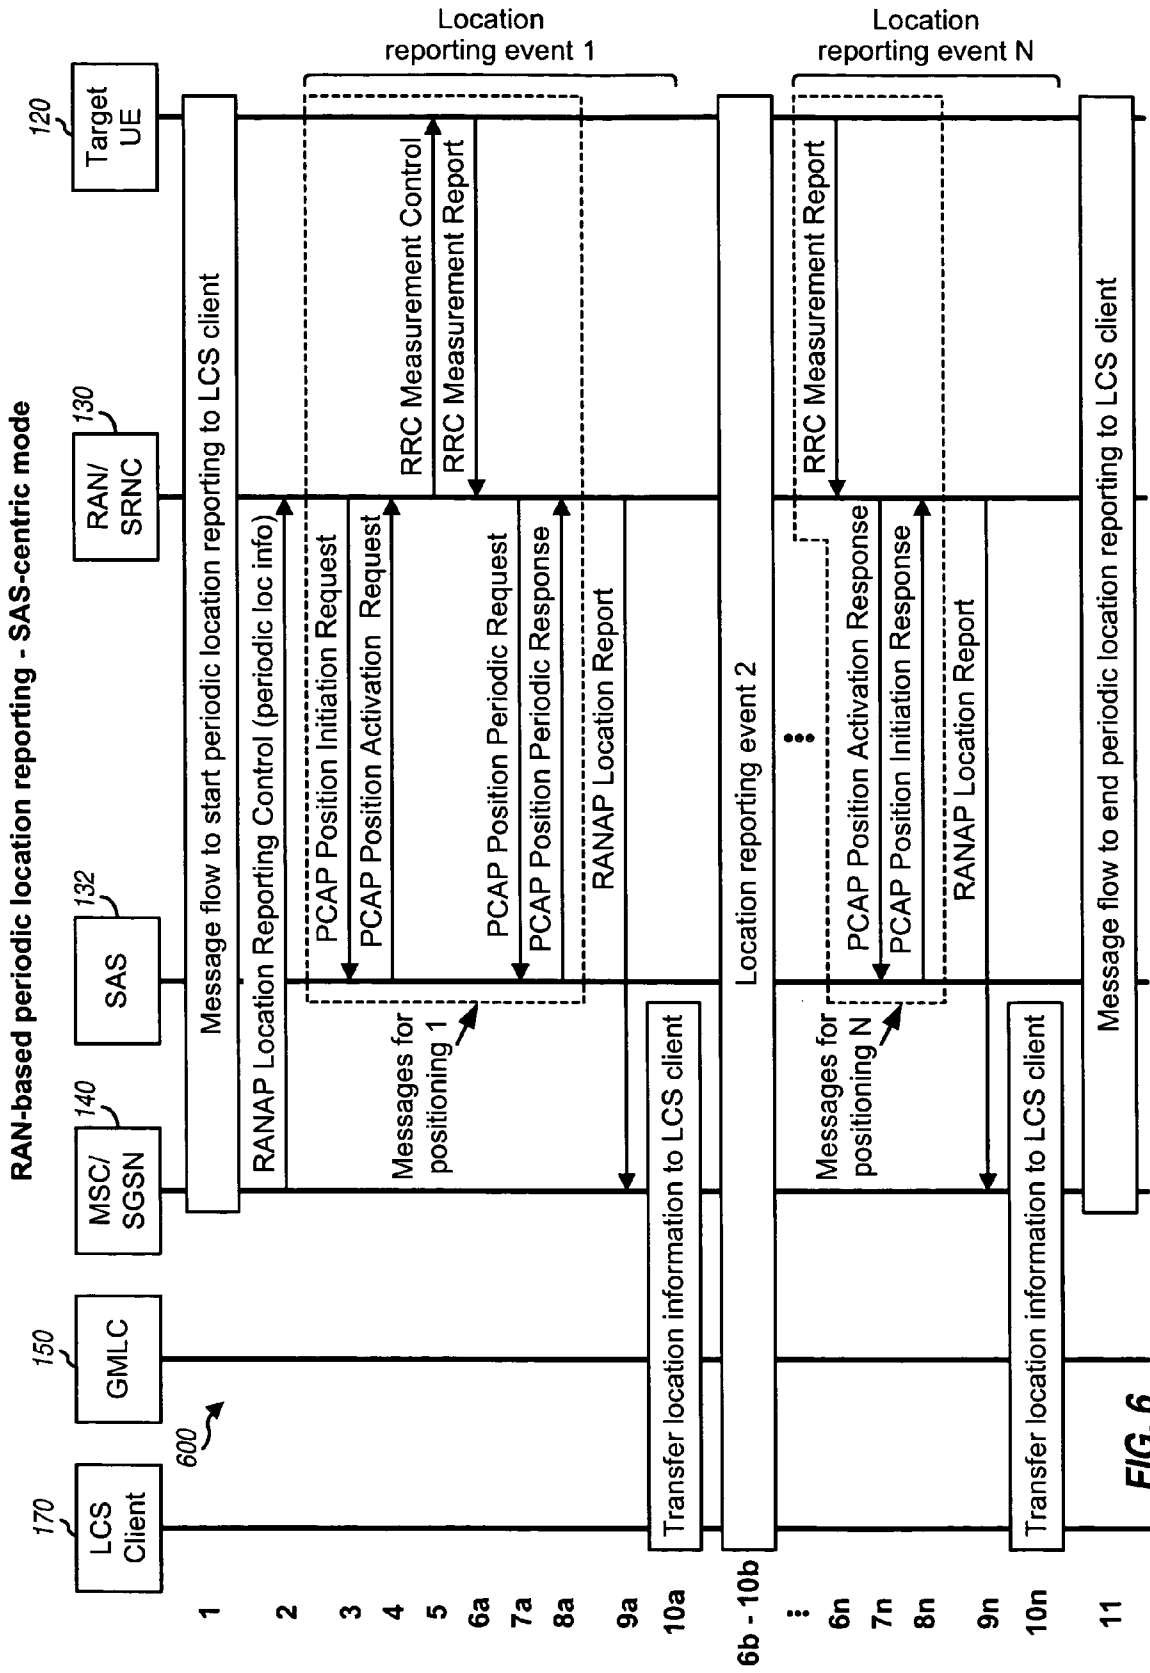 RAN-based periodic location reporting - SAS-centric mode
170
LCS
Client
150
GMLC
140
MSC/
SGSN
132
SAS
130
RAN/
SRNC
120
Target
UE
600
1
Message flow to start periodic location reporting to LCS client
2
RANAP Location Reporting Control (periodic loc info)
3
PCAP Position Initiation Request
4
PCAP Position Activation Request
5
RRC Measurement Control
6a
RRC Measurement Report
7a
PCAP Position Periodic Request
8a
PCAP Position Periodic Response
Messages for
positioning 1
9a
RANAP Location Report
10a
Transfer location information to LCS client
Location
reporting event 1
6b - 10b
Location reporting event 2
6n
RRC Measurement Report
7n
PCAP Position Activation Response
8n
PCAP Position Initiation Response
Messages for
positioning N
9n
RANAP Location Report
10n
Transfer location information to LCS client
Location
reporting event N
11
Message flow to end periodic location reporting to LCS client
FIG. 6